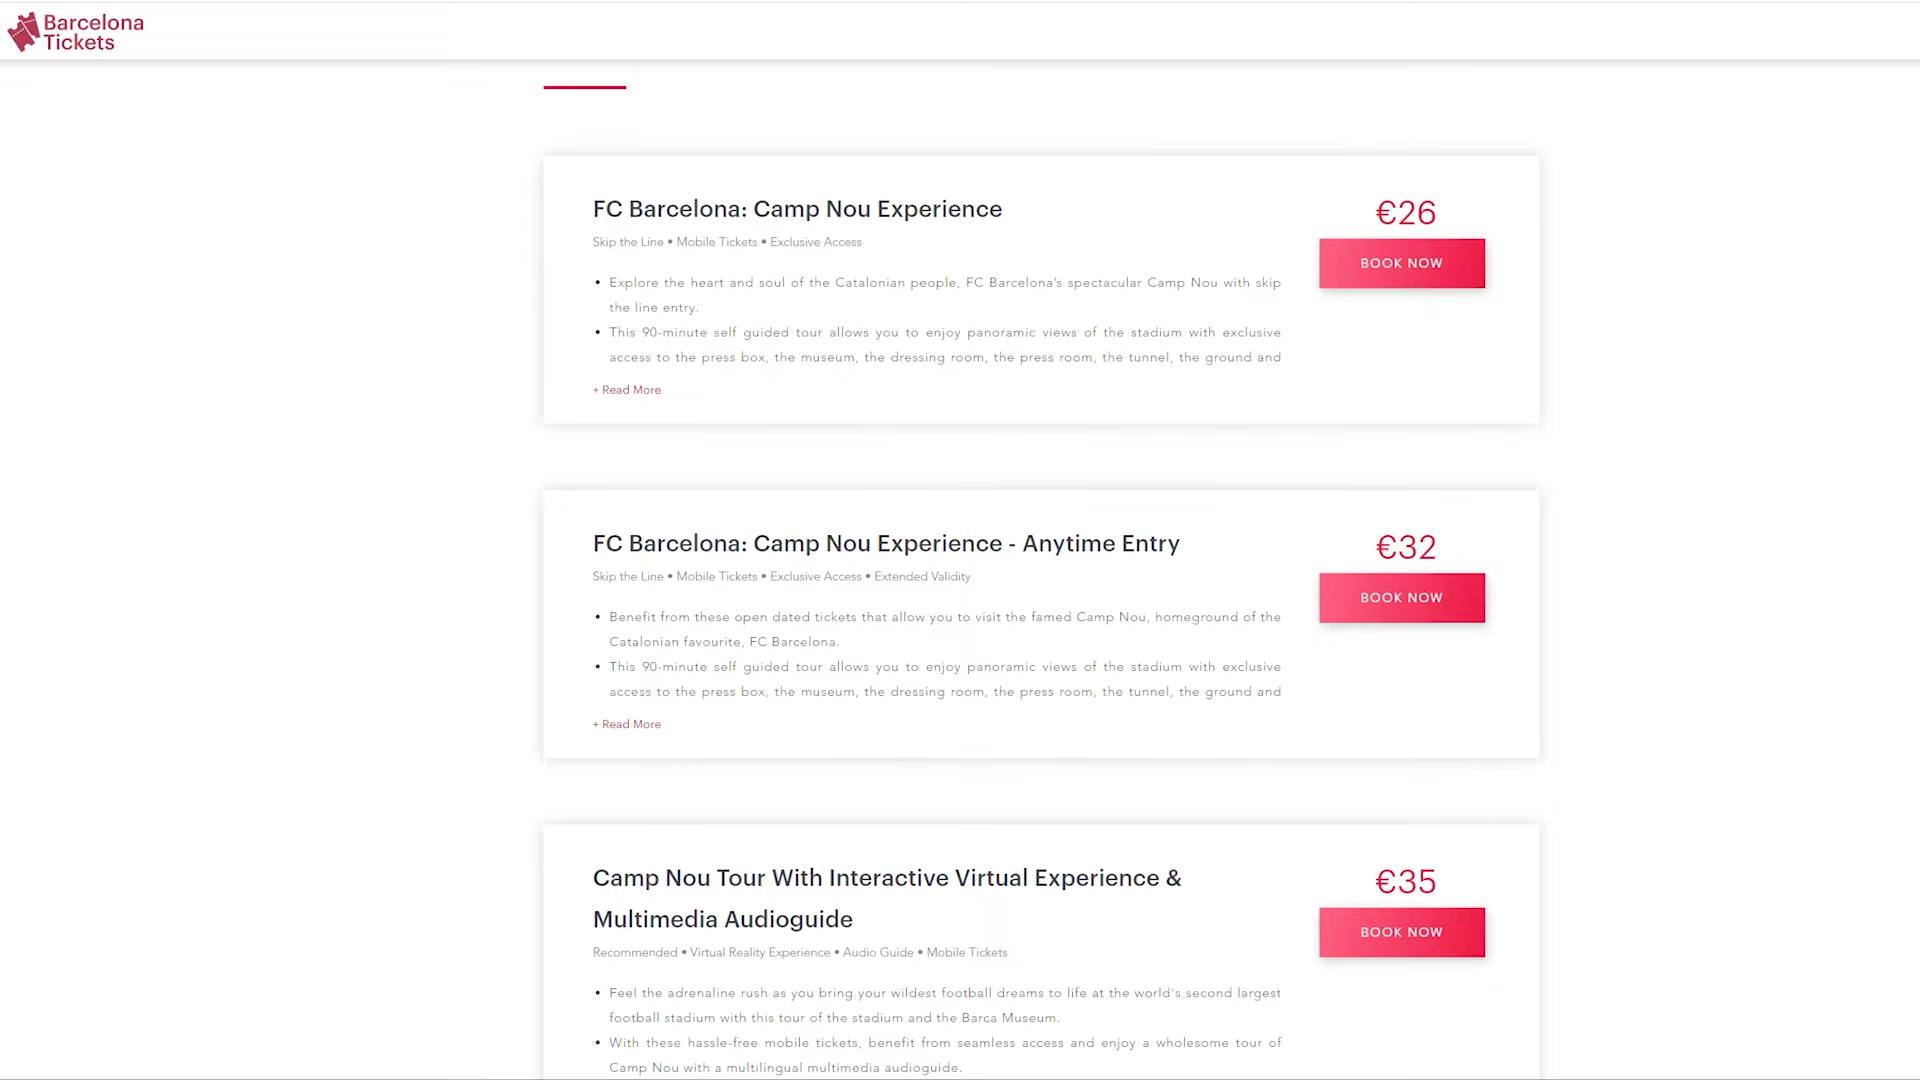 Barcelona
Tickets
FC Barcelona: Camp Nou Experience
€26
Skip the Line • Mobile Tickets • Exclusive Access
BOOK NOW
• Explore the heart and soul of the Catalonian people, FC Barcelona's spectacular Camp Nou with skip
the line entry.
• This 90-minute self guided tour allows you to enjoy panoramic views of the stadium with exclusive
access to the press box, the museum, the dressing room, the press room, the tunnel, the ground and
+ Read More
FC Barcelona: Camp Nou Experience - Anytime Entry
€32
Skip the Line • Mobile Tickets • Exclusive Access • Extended Validity
BOOK NOW
• Benefit from these open dated tickets that allow you to visit the famed Camp Nou, homeground of the
Catalonian favourite, FC Barcelona.
• This 90-minute self guided tour allows you to enjoy panoramic views of the stadium with exclusive
access to the press box, the museum, the dressing room, the press room, the tunnel, the ground and
+ Read More
Camp Nou Tour With Interactive Virtual Experience &
Multimedia Audioguide
€35
Recommended • Virtual Reality Experience • Audio Guide • Mobile Tickets
BOOK NOW
• Feel the adrenaline rush as you bring your wildest football dreams to life at the world's second largest
football stadium with this tour of the stadium and the Barca Museum.
• With these hassle-free mobile tickets, benefit from seamless access and enjoy a wholesome tour of
Camp Nou with a multilingual multimedia audioguide.